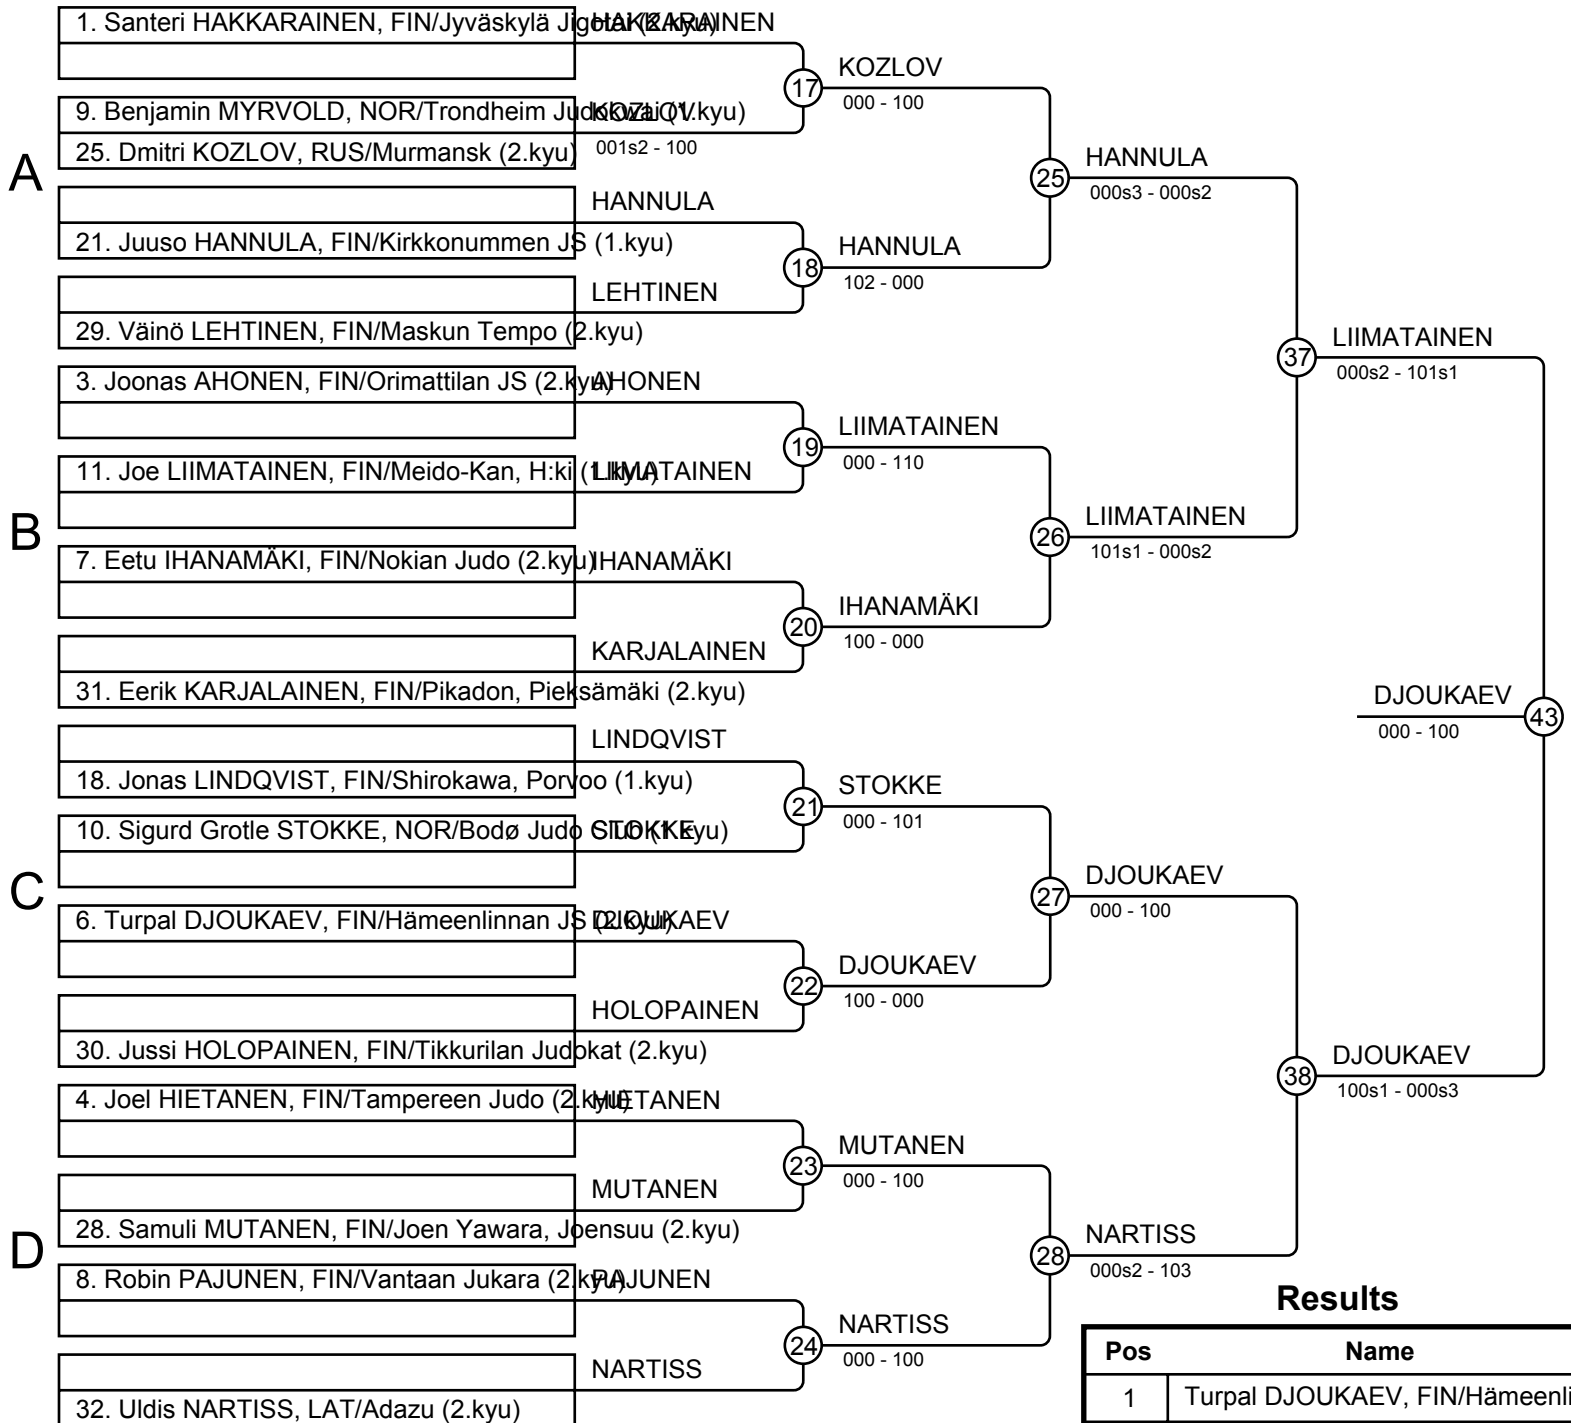 1. Santeri HAKKARAINEN, FIN/Jyväskylä Jigotai (2.kyu)
HAKKARAINEN
9. Benjamin MYRVOLD, NOR/Trondheim Judokwai (1.kyu)
25. Dmitri KOZLOV, RUS/Murmansk (2.kyu)
KOZLOV
001s2 - 100
17
KOZLOV
000 - 100
A
HANNULA
21. Juuso HANNULA, FIN/Kirkkonummen JS (1.kyu)
LEHTINEN
29. Väinö LEHTINEN, FIN/Maskun Tempo (2.kyu)
18
HANNULA
102 - 000
25
HANNULA
000s3 - 000s2
3. Joonas AHONEN, FIN/Orimattilan JS (2.kyu)
AHONEN
11. Joe LIIMATAINEN, FIN/Meido-Kan, H:ki (1.kyu)
LIIMATAINEN
19
LIIMATAINEN
000 - 110
B
7. Eetu IHANAMÄKI, FIN/Nokian Judo (2.kyu)
IHANAMÄKI
KARJALAINEN
31. Eerik KARJALAINEN, FIN/Pikadon, Pieksämäki (2.kyu)
20
IHANAMÄKI
100 - 000
26
LIIMATAINEN
101s1 - 000s2
37
LIIMATAINEN
000s2 - 101s1
LINDQVIST
18. Jonas LINDQVIST, FIN/Shirokawa, Porvoo (1.kyu)
10. Sigurd Grotle STOKKE, NOR/Bodø Judo Club (1.kyu)
STOKKE
21
STOKKE
000 - 101
C
6. Turpal DJOUKAEV, FIN/Hämeenlinnan JS (2.kyu)
DJOUKAEV
HOLOPAINEN
30. Jussi HOLOPAINEN, FIN/Tikkurilan Judokat (2.kyu)
22
DJOUKAEV
100 - 000
27
DJOUKAEV
000 - 100
4. Joel HIETANEN, FIN/Tampereen Judo (2.kyu)
HIETANEN
MUTANEN
28. Samuli MUTANEN, FIN/Joen Yawara, Joensuu (2.kyu)
23
MUTANEN
000 - 100
D
8. Robin PAJUNEN, FIN/Vantaan Jukara (2.kyu)
PAJUNEN
NARTISS
32. Uldis NARTISS, LAT/Adazu (2.kyu)
24
NARTISS
000 - 100
28
NARTISS
000s2 - 103
38
DJOUKAEV
100s1 - 000s3
DJOUKAEV
000 - 100
43
Results
Pos Name
1 Turpal DJOUKAEV, FIN/Hämeenli